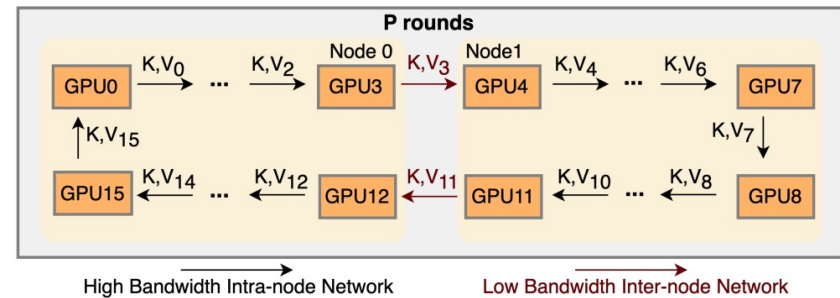 P rounds
Node 0
Node1
GPU0
K,V0
...
K,V2
GPU3
K,V3
GPU4
K,V4
...
K,V6
GPU7
K,V15
K,V7
GPU15
K,V14
...
K,V12
GPU12
K,V11
GPU11
K,V10
...
K,V8
GPU8
High Bandwidth Intra-node Network
Low Bandwidth Inter-node Network